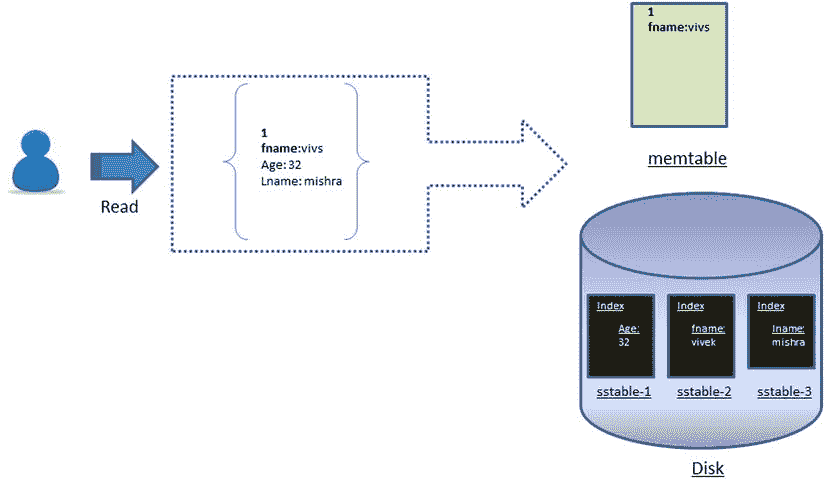 Read
1
fname:vivs
Age: 32
Lname: mishra
1
fname:vivs
memtable
Index
Age:
32
sstable-1
Index
fname:
vivek
sstable-2
Index
lname:
mishra
sstable-3
Disk